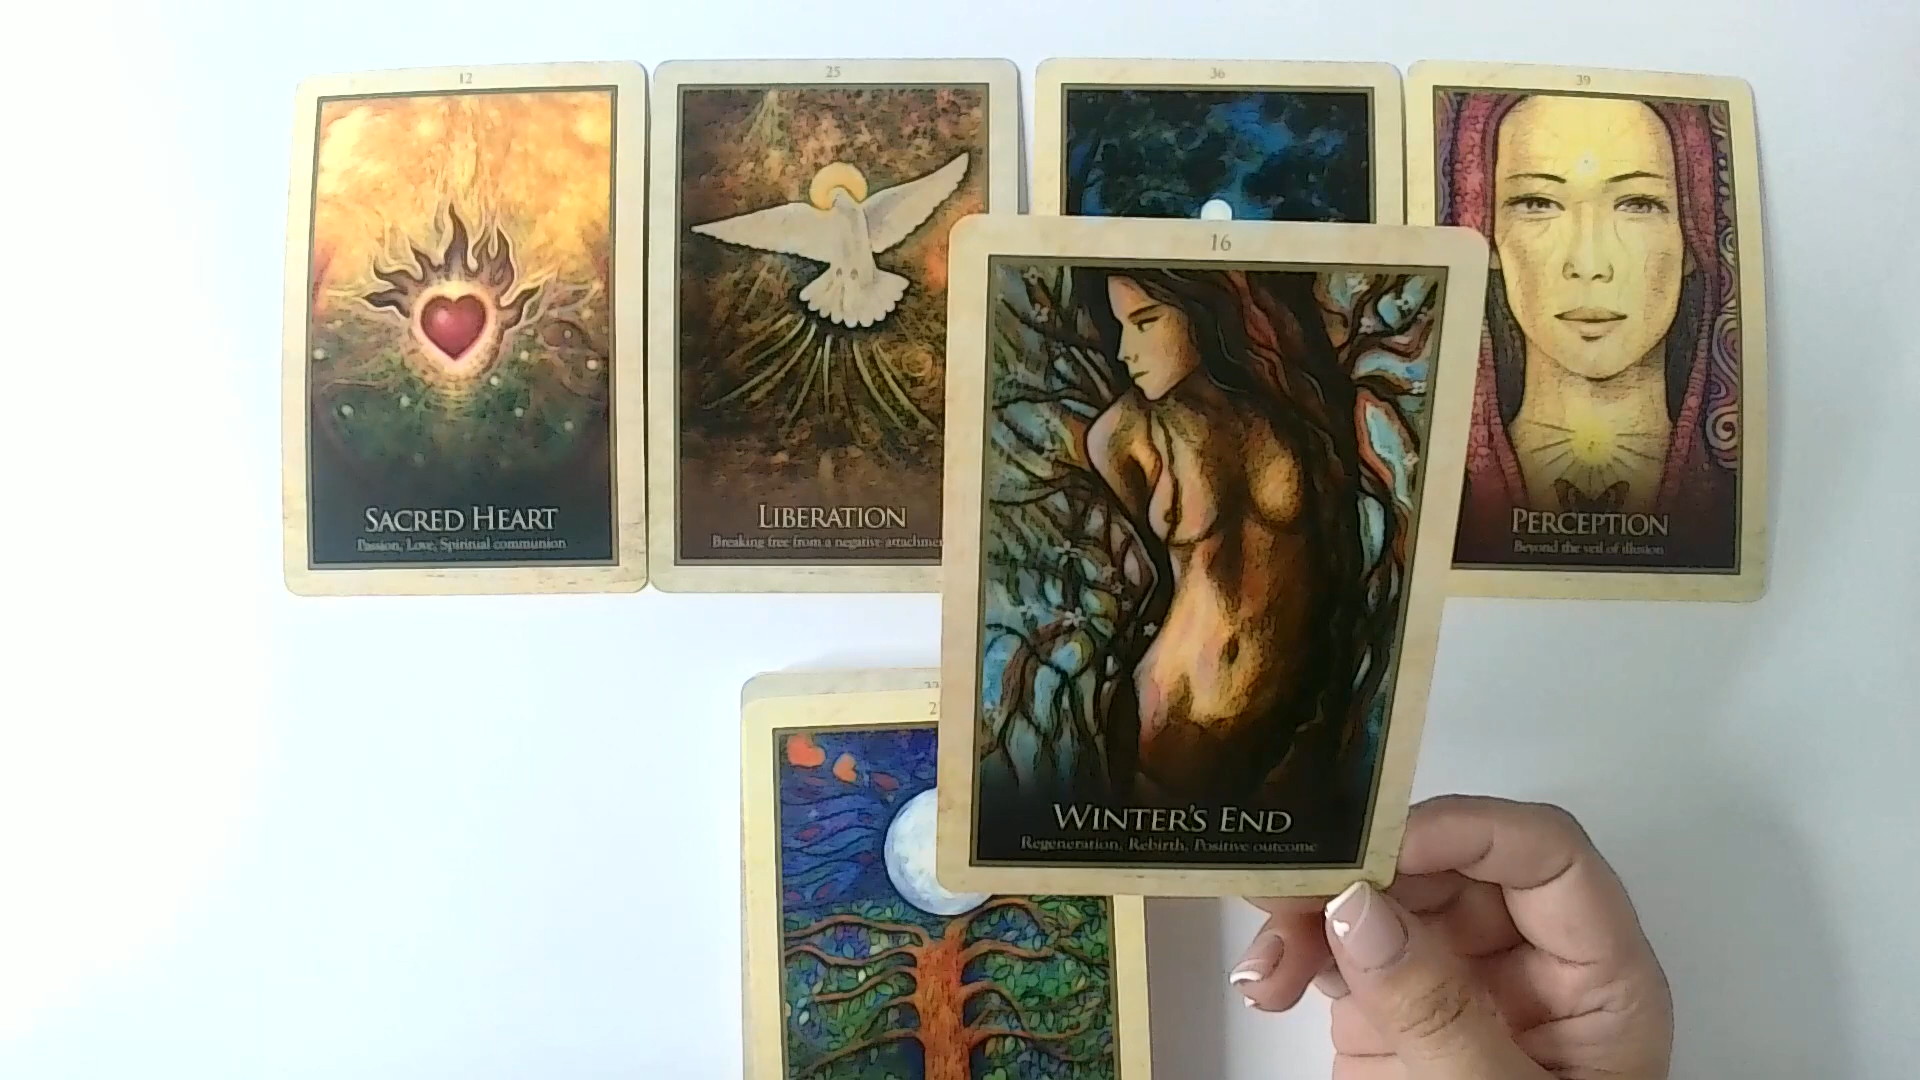 12
SACRED HEART
Passion, Love, Spiritual communion
25
LIBERATION
Breaking free from a negative
36
39
PERCEPTION
Beyond the veil of illusion
16
WINTER'S END
Regeneration, Rebirth, Positive outcome